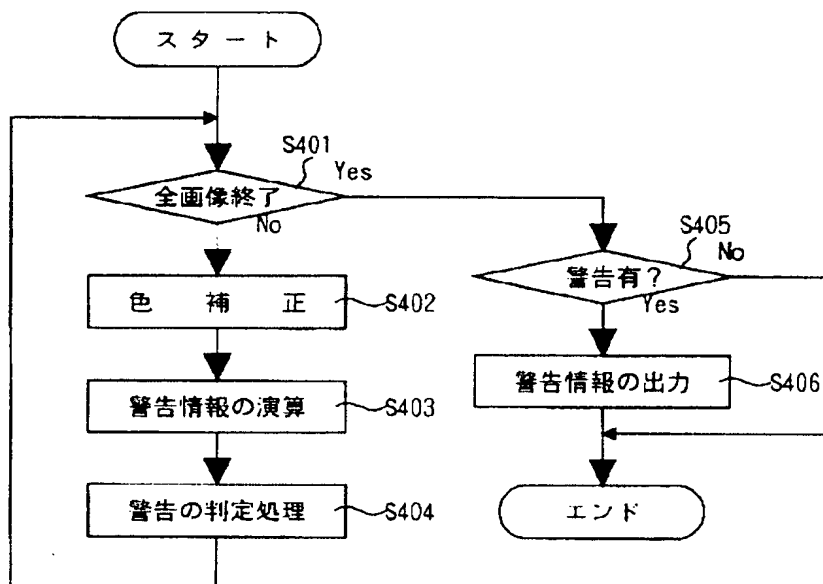 スタート
S401
Yes
全画像終了
No
S405
No
警告有?
Yes
色補正
S402
警告情報の出力
S406
警告情報の演算
S403
警告の判定処理
S404
エンド